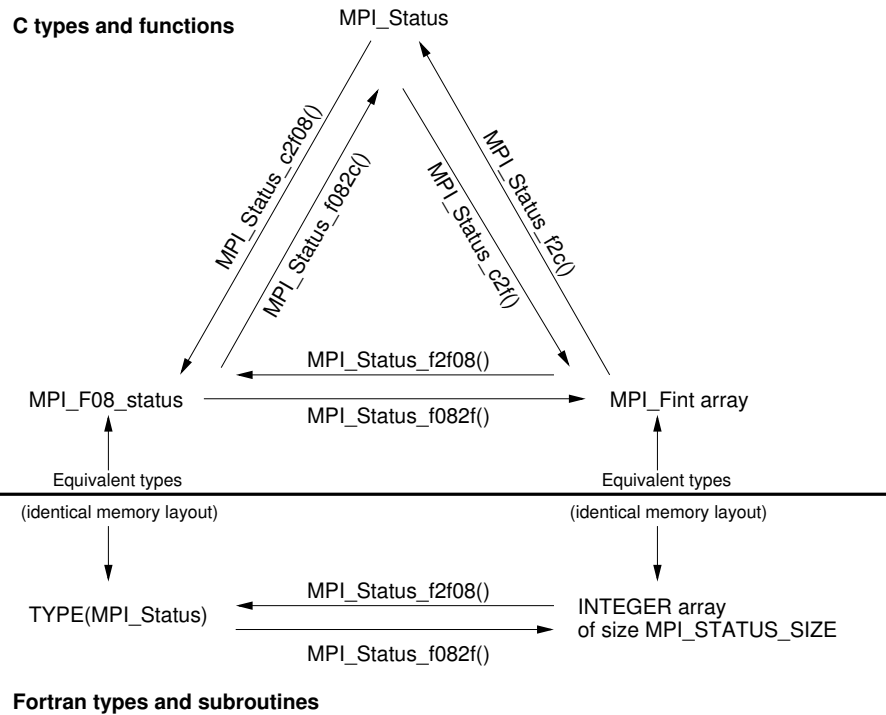 C types and functions
MPI_Status
MPI_Status_c2f08()
MPI_Status_f082c()
MPI_Status_c2f()
MPI_Status_f2c()
MPI_Status_f2f08()
MPI_F08_status
MPI_Fint array
MPI_Status_f082f()
Equivalent types
Equivalent types
(identical memory layout)
(identical memory layout)
MPI_Status_f2f08()
TYPE(MPI_Status)
INTEGER array
of size MPI_STATUS_SIZE
MPI_Status_f082f()
Fortran types and subroutines